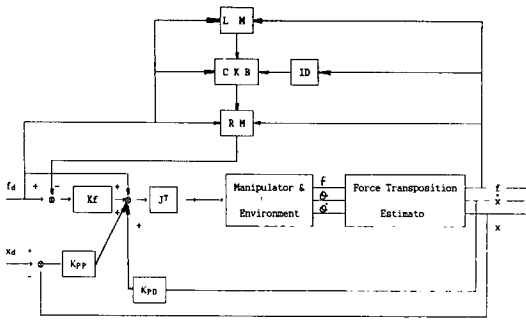 L M
C K B
ID
R M
fd
+
-
Kf
+
+
+
Jᵀ
Manipulator &
Environment
f
θ
θ̇
Force Transposition
Estimato
f
ẋ
x
xd
+
-
KPP
KPD